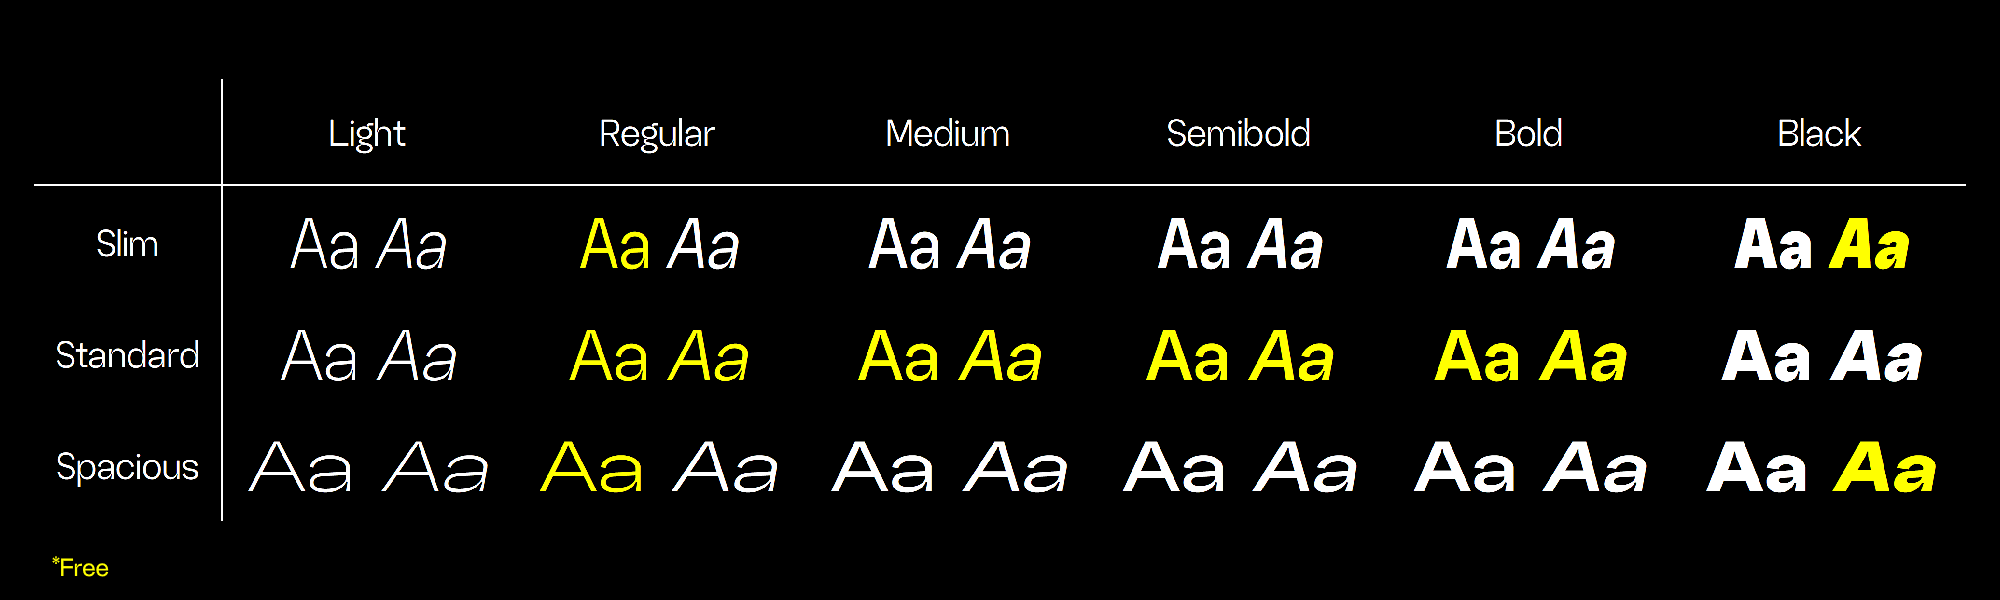 Light Regular Medium Semibold Bold Black
Slim Aa Aa Aa Aa Aa Aa Aa Aa Aa Aa Aa Aa
Standard Aa Aa Aa Aa Aa Aa Aa Aa Aa Aa Aa Aa
Spacious Aa Aa Aa Aa Aa Aa Aa Aa Aa Aa Aa Aa
*Free